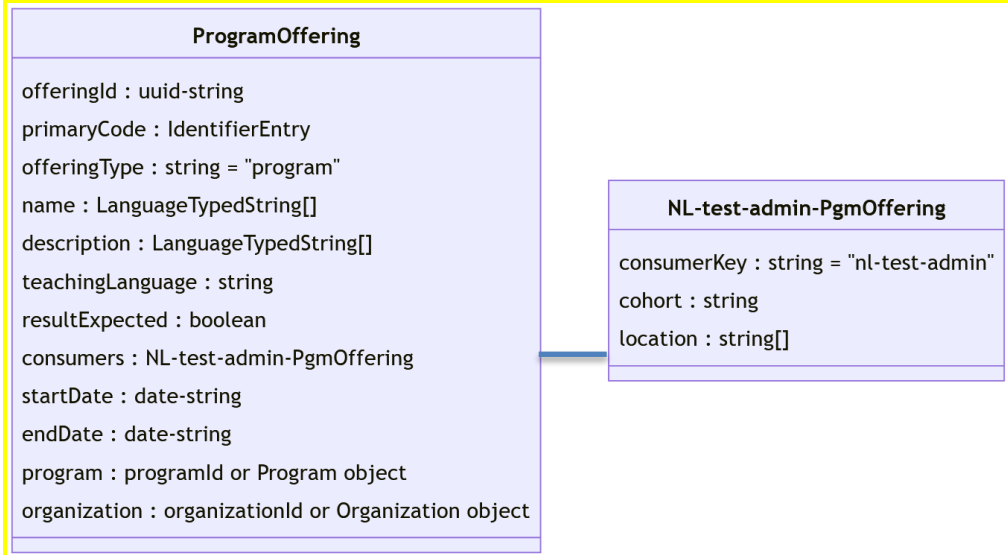 ProgramOffering
offeringId : uuid-string
primaryCode : IdentifierEntry
offeringType : string = "program"
name : LanguageTypedString[]
description : LanguageTypedString[]
teachingLanguage : string
resultExpected : boolean
consumers : NL-test-admin-PgmOffering
startDate : date-string
endDate : date-string
program : programId or Program object
organization : organizationId or Organization object
NL-test-admin-PgmOffering
consumerKey : string = "nl-test-admin"
cohort : string
location : string[]